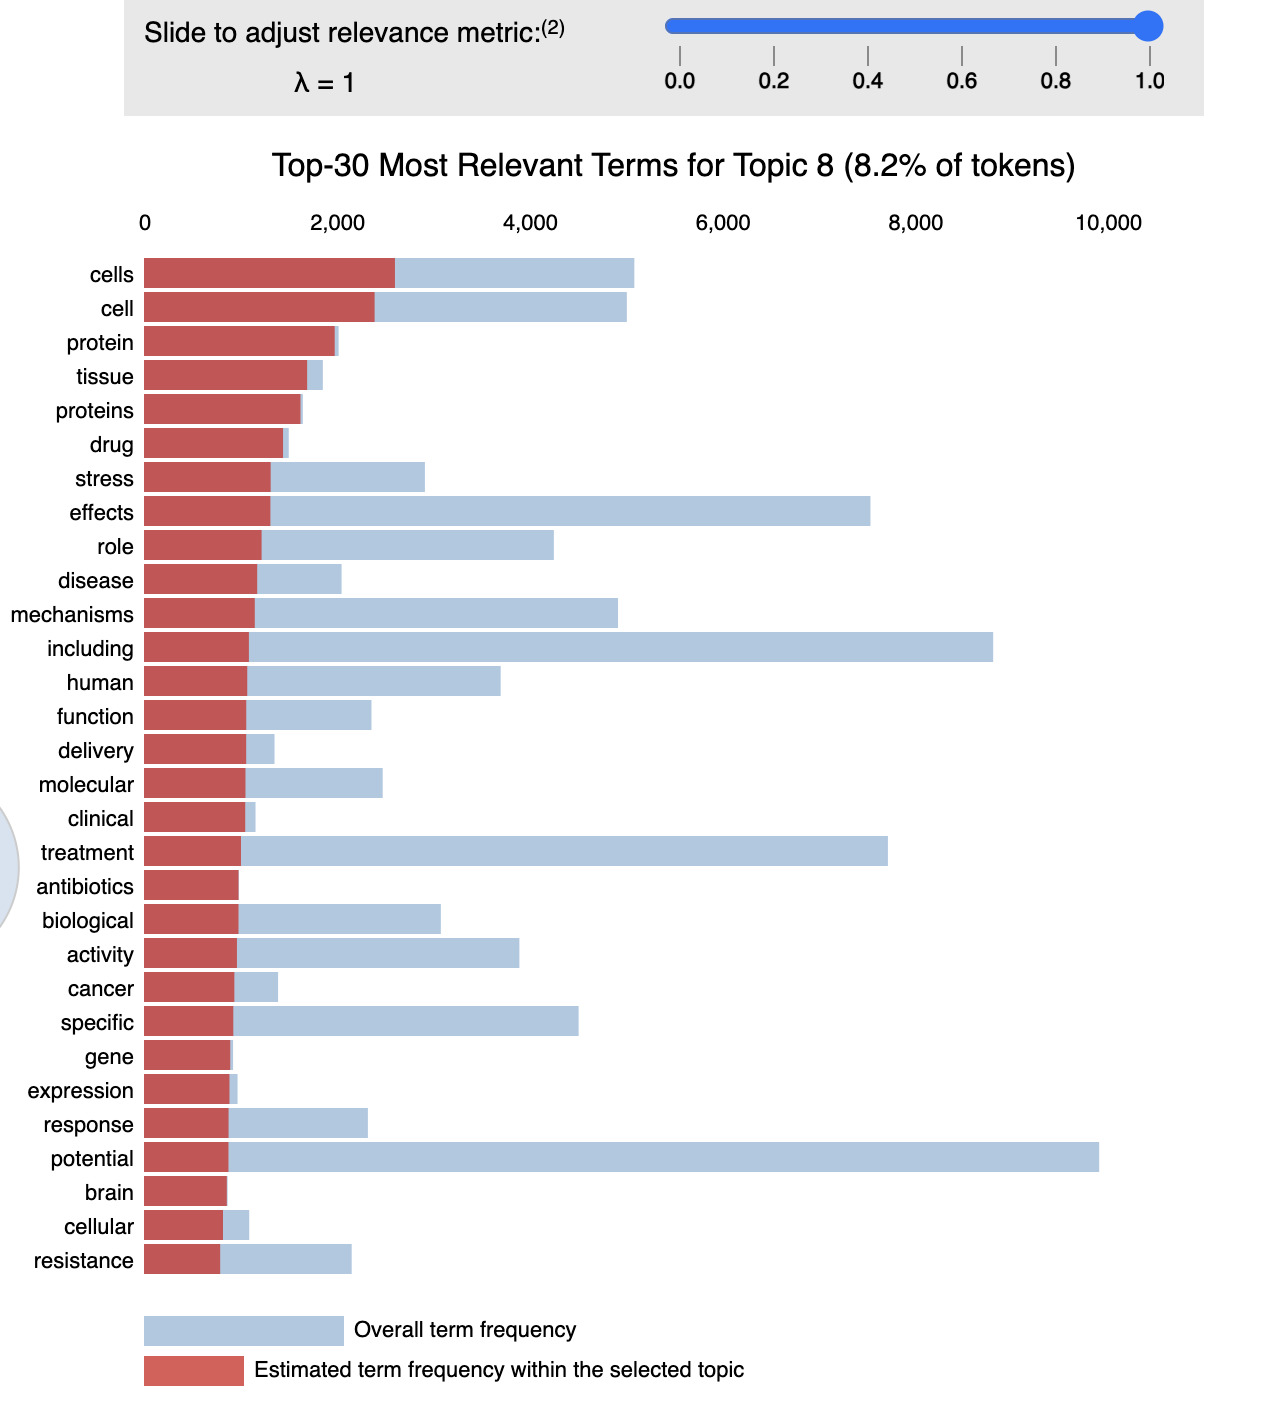 Slide to adjust relevance metric:(2)
λ = 1
0.0 0.2 0.4 0.6 0.8 1.0
Top-30 Most Relevant Terms for Topic 8 (8.2% of tokens)
0 2,000 4,000 6,000 8,000 10,000
cells
cell
protein
tissue
proteins
drug
stress
effects
role
disease
mechanisms
including
human
function
delivery
molecular
clinical
treatment
antibiotics
biological
activity
cancer
specific
gene
expression
response
potential
brain
cellular
resistance
Overall term frequency
Estimated term frequency within the selected topic